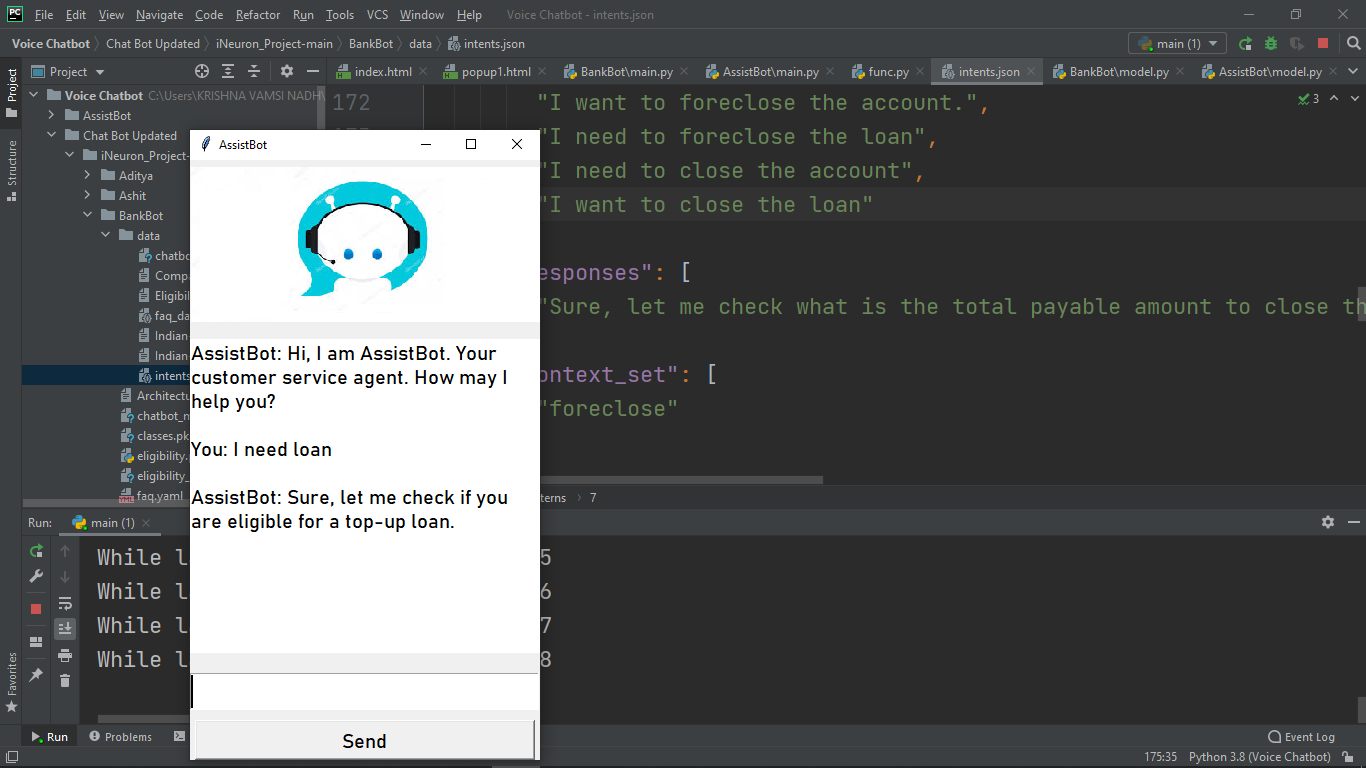 PC File Edit View Navigate Code Refactor Run Tools VCS Window Help Voice Chatbot - intents.json
Voice Chatbot Chat Bot Updated iNeuron_Project-main BankBot data intents.json main (1)
Project index.html popup1.html BankBot\main.py AssistBot\main.py func.py intents.json BankBot\model.py AssistBot\model.py
Project
Structure
Favorites
Voice Chatbot C:\Users\KRISHNA VAMSI NADH\
AssistBot
Chat Bot Updated
iNeuron_Project-
Aditya
Ashit
BankBot
data
chatbo
Compa
Eligibil
faq_da
Indian
Indian
intents
Architectu
chatbot_n
classes.pk
eligibility.
eligibility_
faq.yaml
172 "I want to foreclose the account.",
"I need to foreclose the loan",
"I need to close the account",
"I want to close the loan"
esponses": [
"Sure, let me check what is the total payable amount to close th
ontext_set": [
"foreclose"
3
terns 7
AssistBot
AssistBot: Hi, I am AssistBot. Your
customer service agent. How may I
help you?
You: I need loan
AssistBot: Sure, let me check if you
are eligible for a top-up loan.
Send
Run: main (1)
While l 5
While l 6
While l 7
While l 8
Run Problems Event Log
175:35 Python 3.8 (Voice Chatbot)